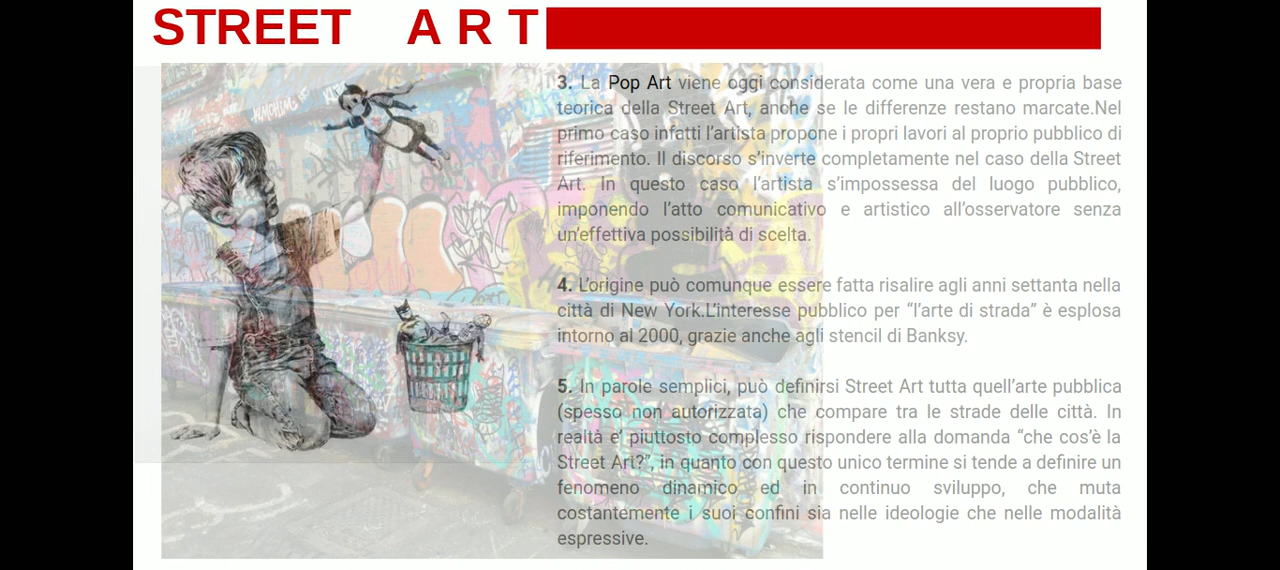 STREET ART
3. La Pop Art viene oggi considerata come una vera e propria base
teorica della Street Art, anche se le differenze restano marcate.Nel
primo caso infatti l’artista propone i propri lavori al proprio pubblico di
riferimento. Il discorso s’inverte completamente nel caso della Street
Art. In questo caso l’artista s’impossessa del luogo pubblico,
imponendo l’atto comunicativo e artistico all’osservatore senza
un’effettiva possibilità di scelta.
4. L’origine può comunque essere fatta risalire agli anni settanta nella
città di New York.L’interesse pubblico per “l’arte di strada” è esplosa
intorno al 2000, grazie anche agli stencil di Banksy.
5. In parole semplici, può definirsi Street Art tutta quell’arte pubblica
(spesso non autorizzata) che compare tra le strade delle città. In
realtà e’ piuttosto complesso rispondere alla domanda “che cos’è la
Street Art?”, in quanto con questo unico termine si tende a definire un
fenomeno dinamico ed in continuo sviluppo, che muta
costantemente i suoi confini sia nelle ideologie che nelle modalità
espressive.